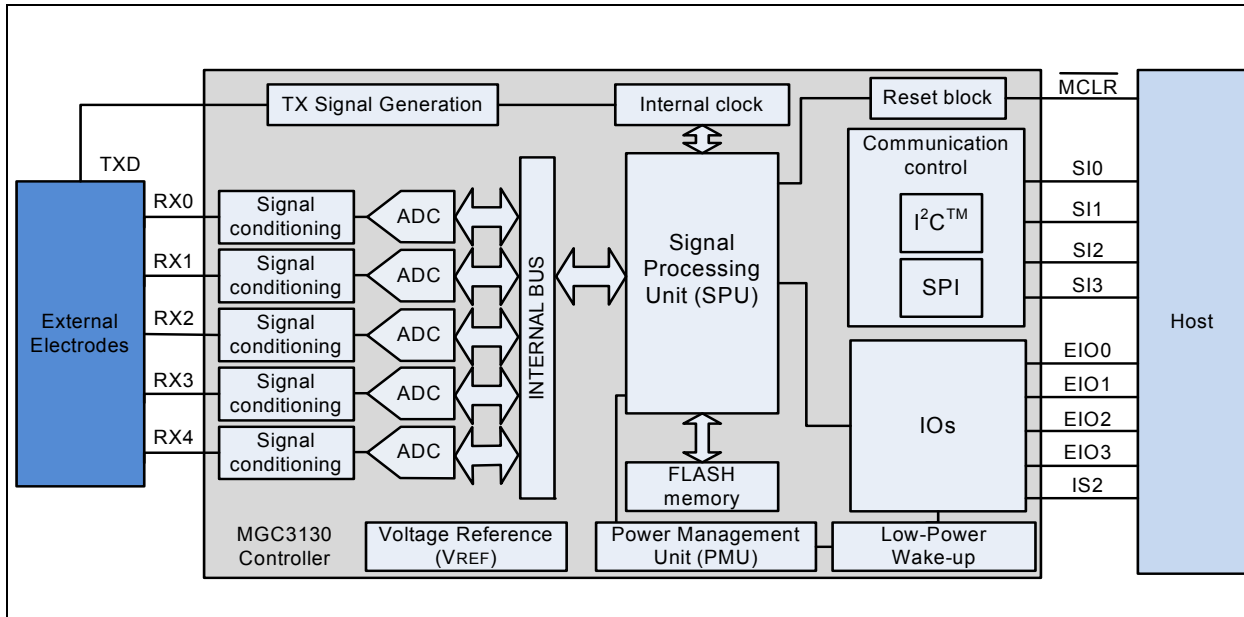 TX Signal Generation
Internal clock
Reset block
MCLR
TXD
Communication
control
I²C™
SPI
SI0
SI1
SI2
SI3
External
Electrodes
RX0
RX1
RX2
RX3
RX4
Signal
conditioning
ADC
Signal
conditioning
ADC
Signal
conditioning
ADC
Signal
conditioning
ADC
Signal
conditioning
ADC
INTERNAL BUS
Signal
Processing
Unit (SPU)
Host
IOs
EIO0
EIO1
EIO2
EIO3
IS2
FLASH
memory
MGC3130
Controller
Voltage Reference
(VREF)
Power Management
Unit (PMU)
Low-Power
Wake-up